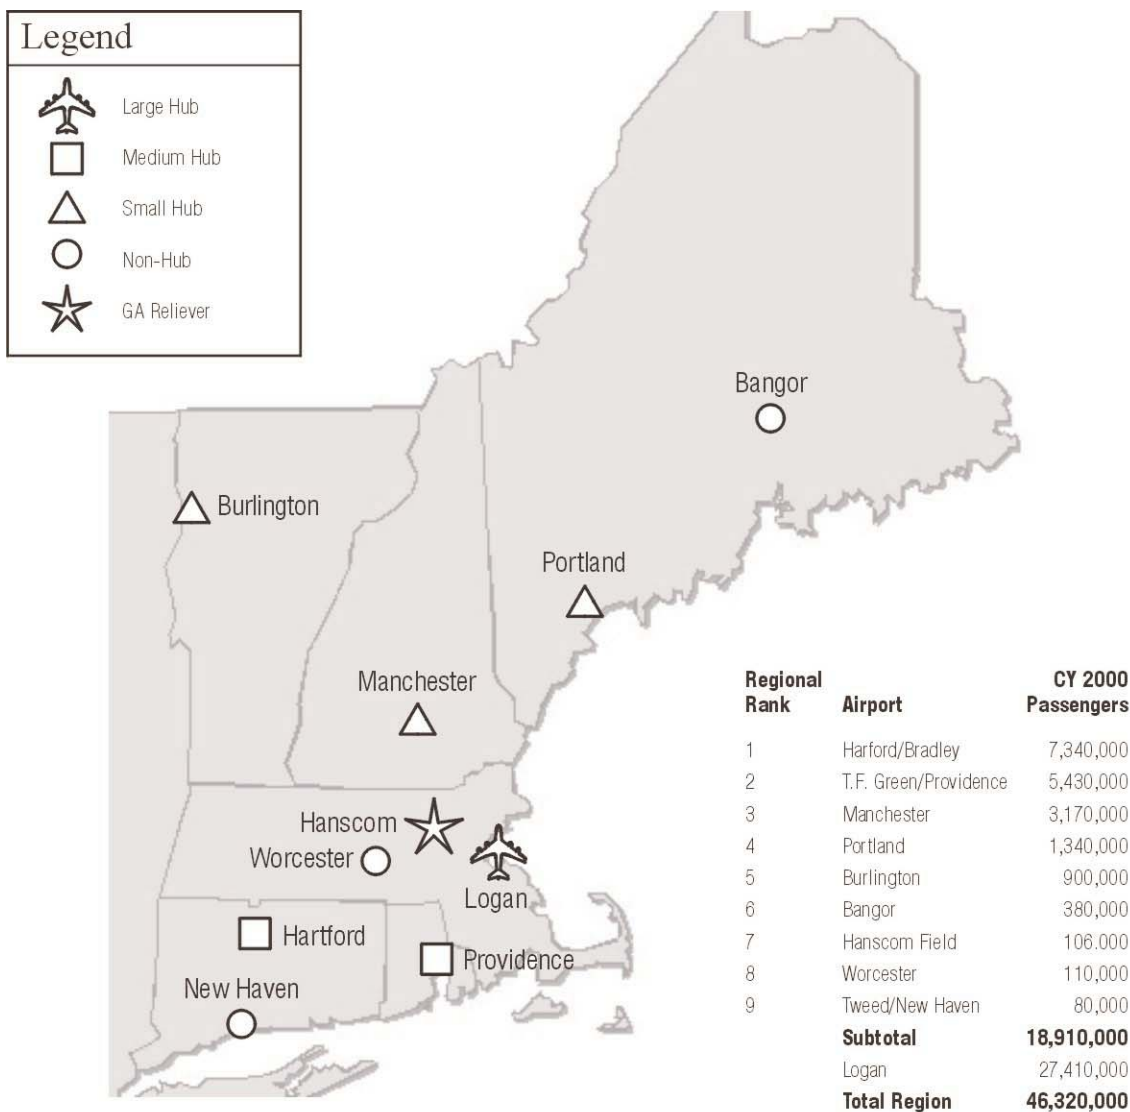 Legend
Large Hub
Medium Hub
Small Hub
Non-Hub
GA Reliever
Bangor
Burlington
Portland
Manchester
Hanscom
Worcester
Logan
Hartford
Providence
New Haven
Regional Rank Airport CY 2000 Passengers
1 Harford/Bradley 7,340,000
2 T.F. Green/Providence 5,430,000
3 Manchester 3,170,000
4 Portland 1,340,000
5 Burlington 900,000
6 Bangor 380,000
7 Hanscom Field 106.000
8 Worcester 110,000
9 Tweed/New Haven 80,000
Subtotal 18,910,000
Logan 27,410,000
Total Region 46,320,000